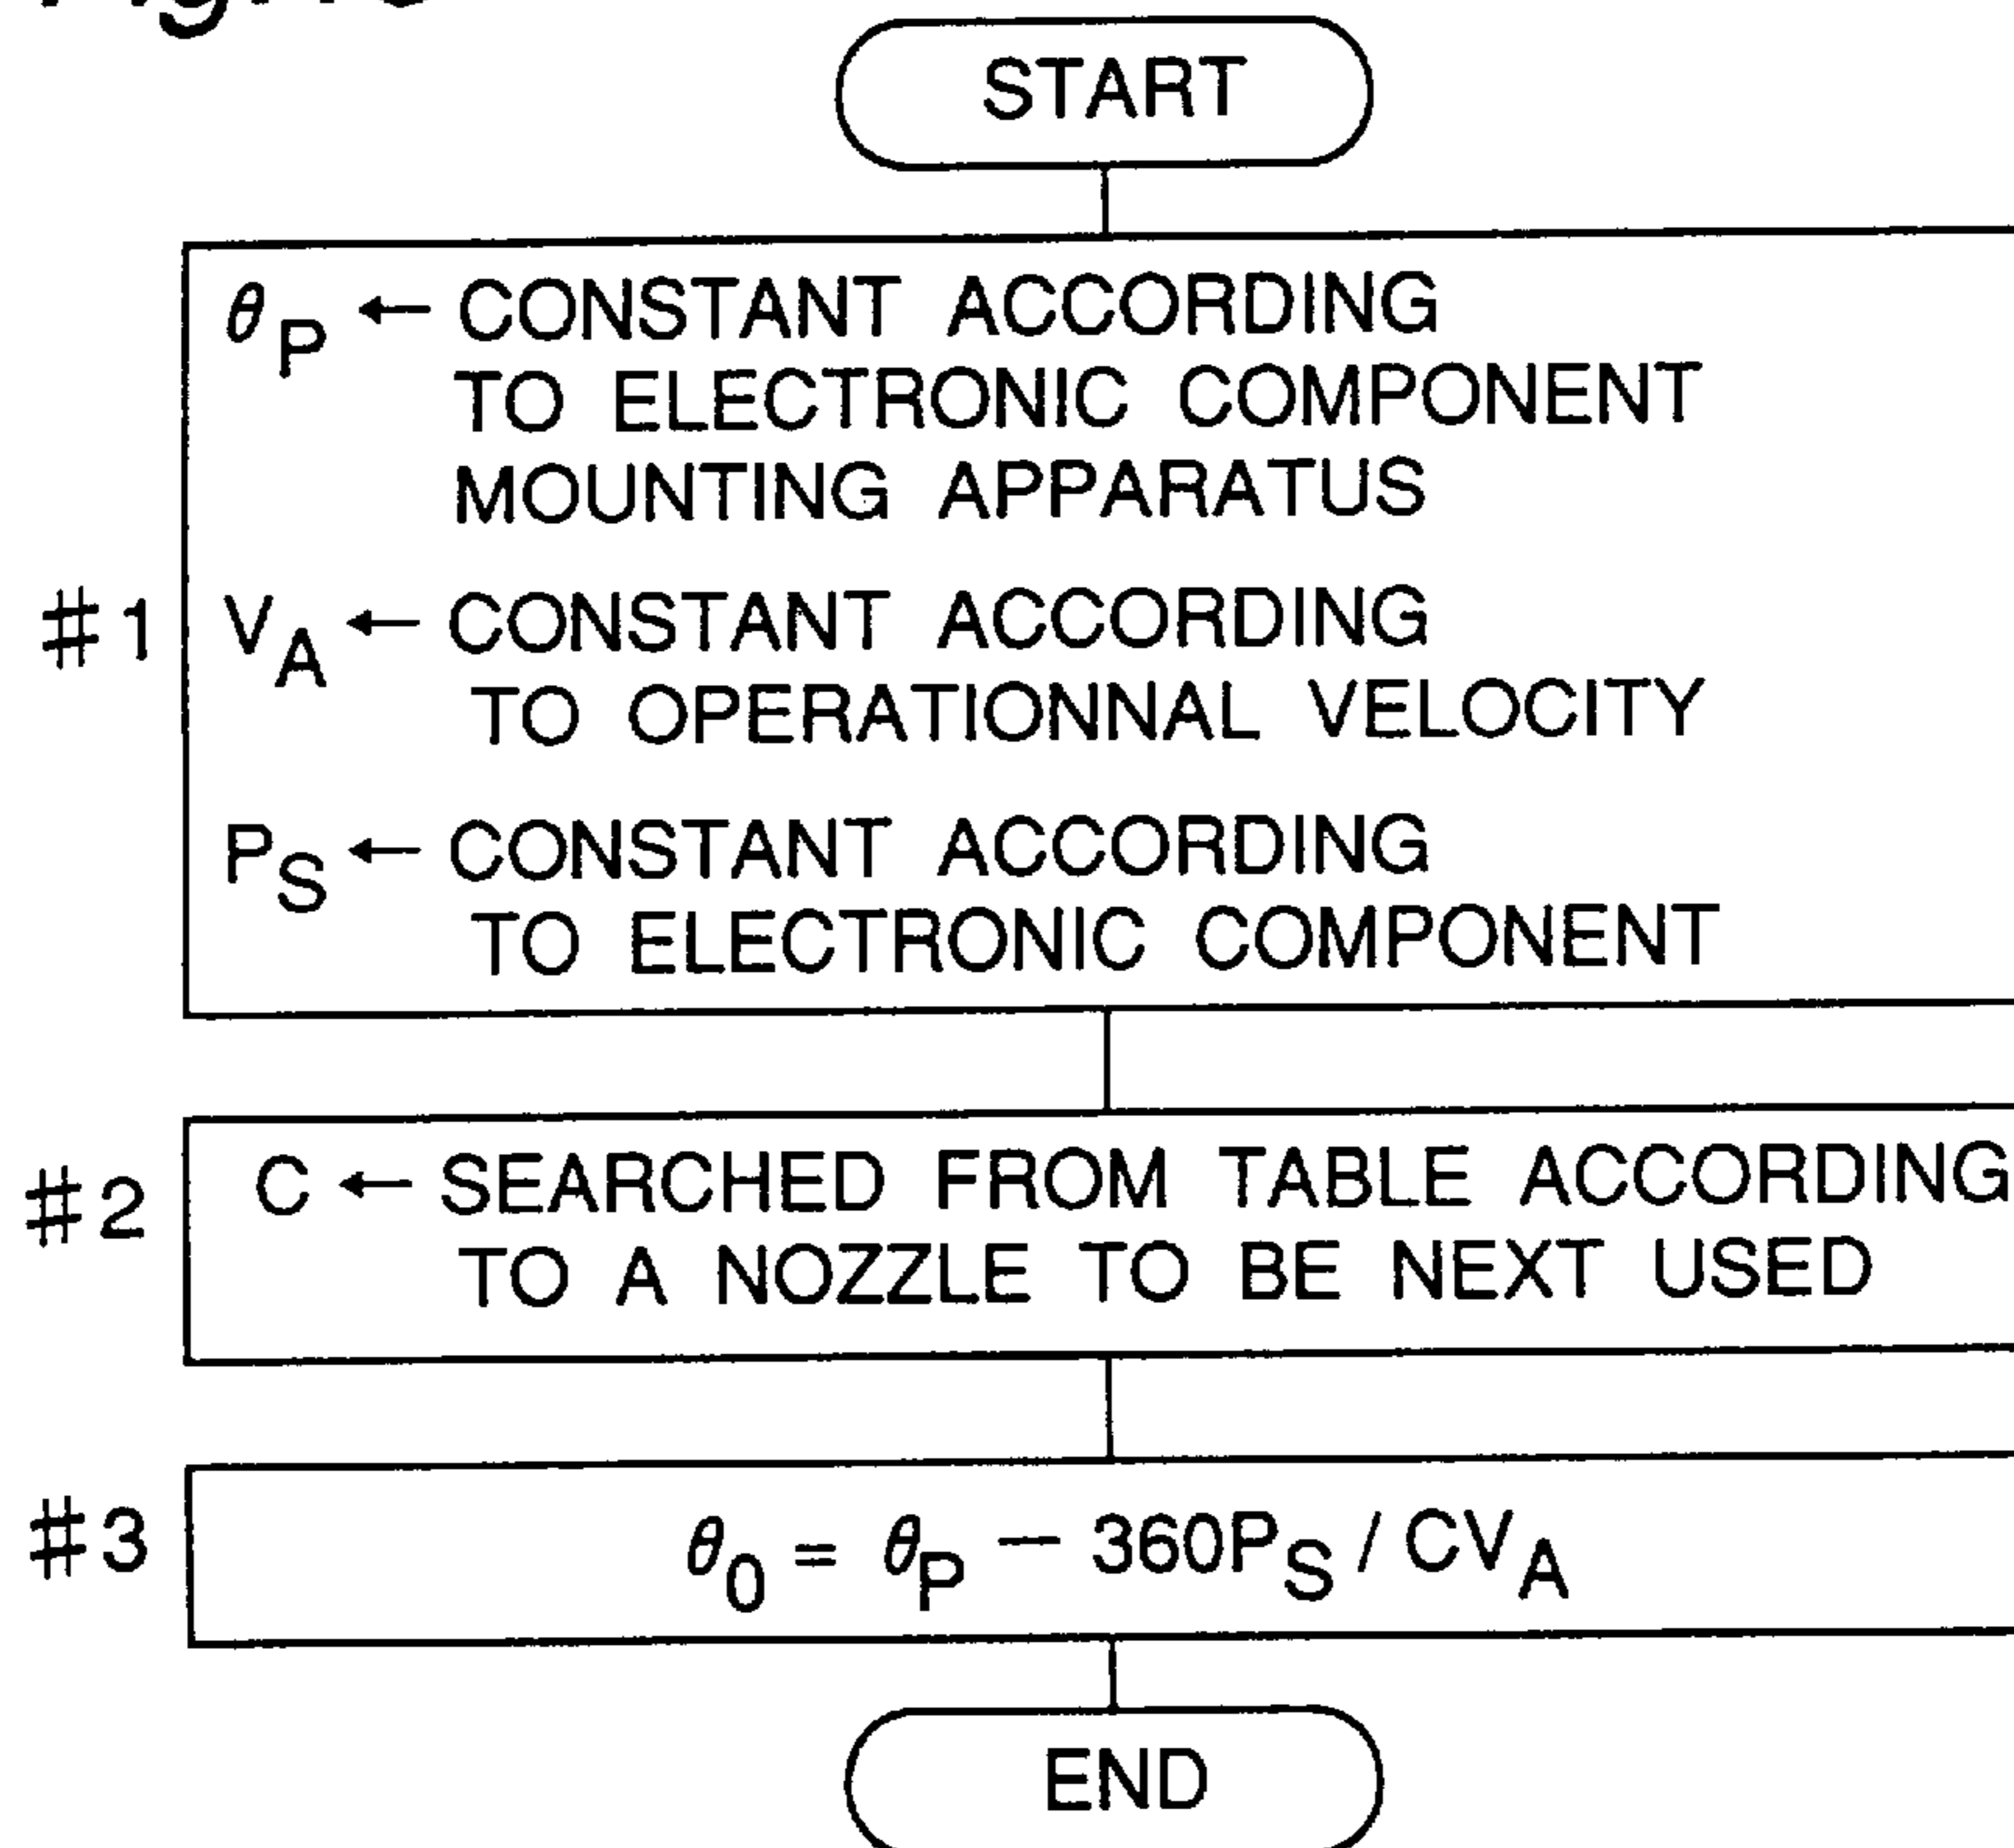 START
θP ← CONSTANT ACCORDING
TO ELECTRONIC COMPONENT
MOUNTING APPARATUS
#1 VA ← CONSTANT ACCORDING
TO OPERATIONNAL VELOCITY
PS ← CONSTANT ACCORDING
TO ELECTRONIC COMPONENT
#2 C ← SEARCHED FROM TABLE ACCORDING
TO A NOZZLE TO BE NEXT USED
#3 θ0 = θP − 360PS / CVA
END